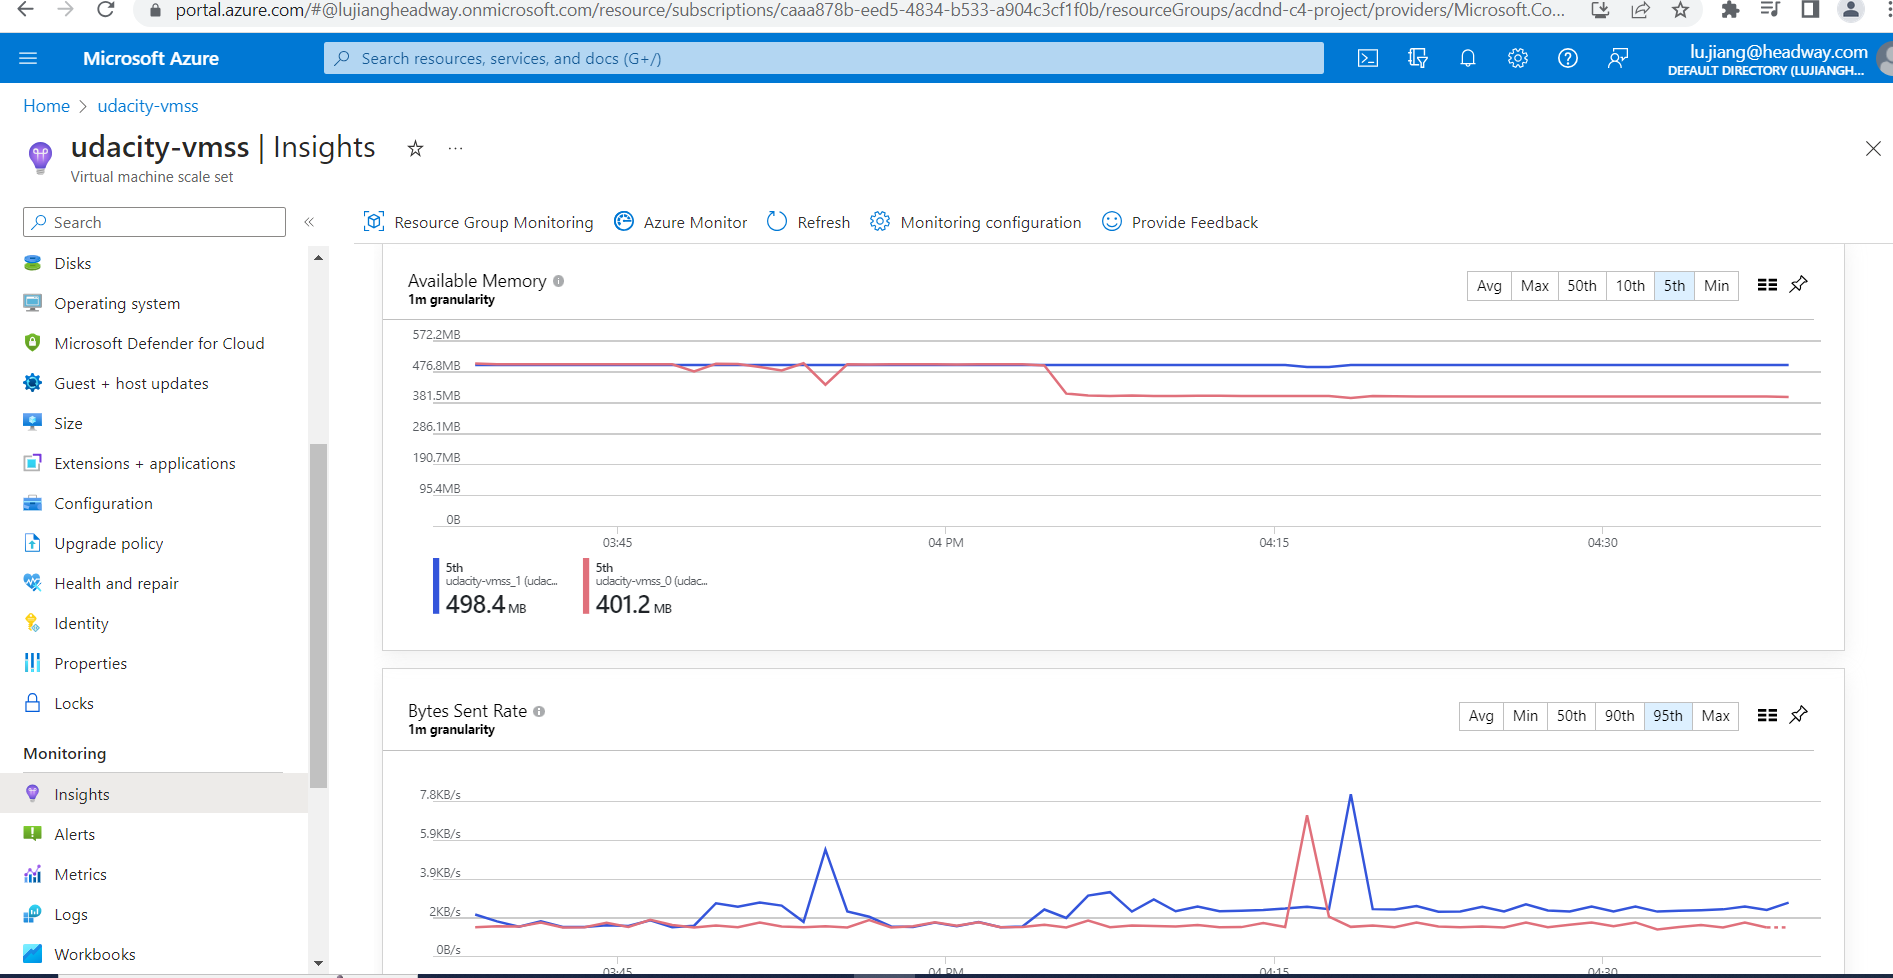 portal.azure.com/#@lujiangheadway.onmicrosoft.com/resource/subscriptions/caaa878b-eed5-4834-b533-a904c3cf1f0b/resourceGroups/acdnd-c4-project/providers/Microsoft.Co...
Microsoft Azure
Search resources, services, and docs (G+/)
lu.jiang@headway.com
DEFAULT DIRECTORY (LUJIANGH...
Home > udacity-vmss
udacity-vmss | Insights
Virtual machine scale set
Search
Resource Group Monitoring
Azure Monitor
Refresh
Monitoring configuration
Provide Feedback
Disks
Operating system
Microsoft Defender for Cloud
Guest + host updates
Size
Extensions + applications
Configuration
Upgrade policy
Health and repair
Identity
Properties
Locks
Monitoring
Insights
Alerts
Metrics
Logs
Workbooks
Available Memory
1m granularity
Avg Max 50th 10th 5th Min
572.2MB
476.8MB
381.5MB
286.1MB
190.7MB
95.4MB
0B
03:45 04 PM 04:15 04:30
5th
udacity-vmss_1 (udac...
498.4 MB
5th
udacity-vmss_0 (udac...
401.2 MB
Bytes Sent Rate
1m granularity
Avg Min 50th 90th 95th Max
7.8KB/s
5.9KB/s
3.9KB/s
2KB/s
0B/s
03:45 04 PM 04:15 04:30